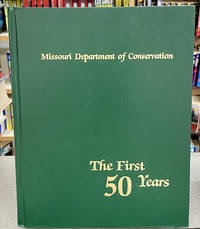 Missouri Department of Conservation
The First
50 Years